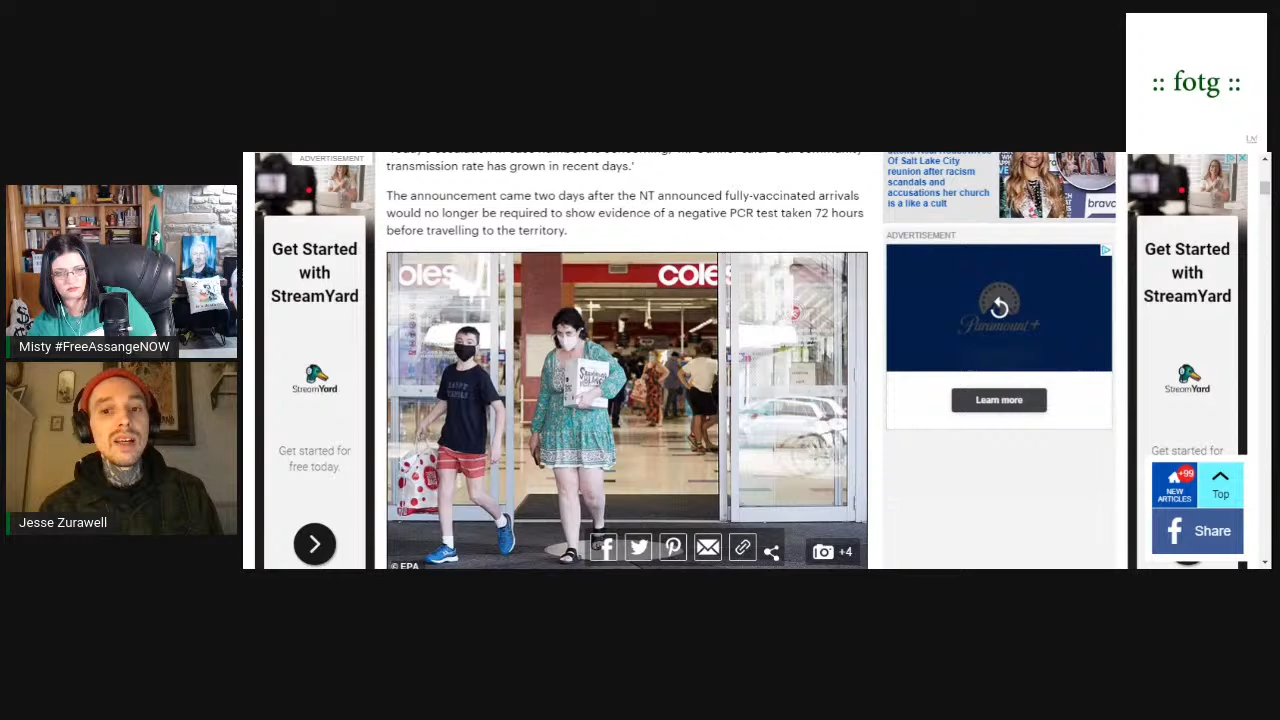 :: fotg ::
Misty #FreeAssangeNOW
Jesse Zurawell
ADVERTISEMENT
Get Started
with
StreamYard
StreamYard
Get started for
free today.
transmission rate has grown in recent days.'
The announcement came two days after the NT announced fully-vaccinated arrivals
would no longer be required to show evidence of a negative PCR test taken 72 hours
before travelling to the territory.
oles
coles
© EPA
+4
Of Salt Lake City
reunion after racism
scandals and
accusations her church
is a like a cult
bravo
ADVERTISEMENT
Paramount+
Learn more
Get Started
with
StreamYard
StreamYard
Get started for
+99
NEW
ARTICLES
Top
Share